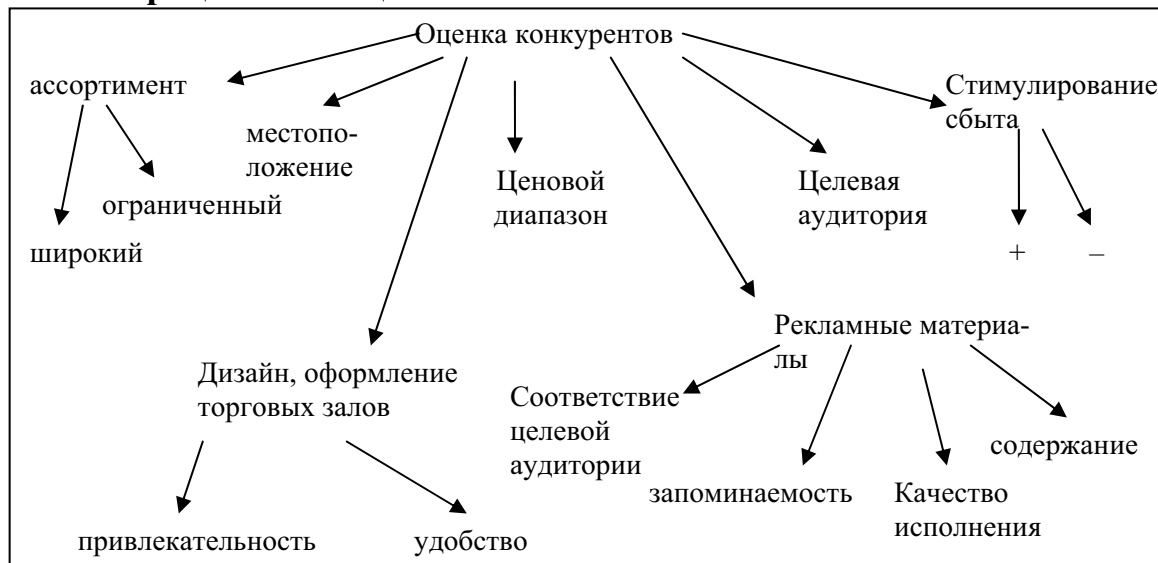 Оценка конкурентов
ассортимент
Стимулирование
сбыта
местопо-
ложение
Ценовой
диапазон
Целевая
аудитория
ограниченный
широкий
+ –
Рекламные материа-
лы
Дизайн, оформление
торговых залов
Соответствие
целевой
аудитории
содержание
запоминаемость
Качество
исполнения
привлекательность
удобство